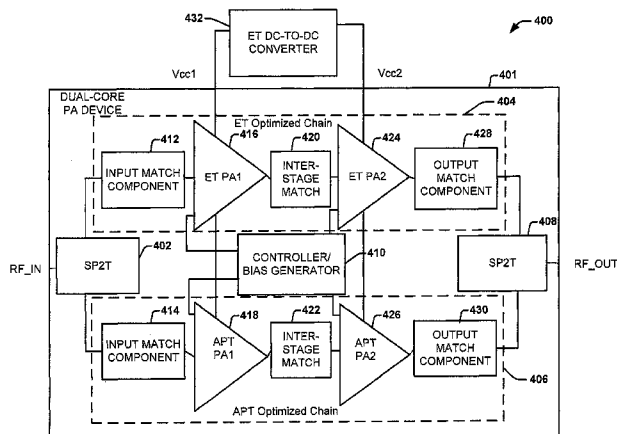 432
400
ET DC-TO-DC
CONVERTER
Vcc1
Vcc2
401
DUAL-CORE
PA DEVICE
404
ET Optimized Chain
412
416
420
424
428
INPUT MATCH
COMPONENT
ET PA1
INTER-
STAGE
MATCH
ET PA2
OUTPUT
MATCH
COMPONENT
402
408
SP2T
CONTROLLER/
BIAS GENERATOR
410
SP2T
RF_IN
RF_OUT
414
418
422
426
430
INPUT MATCH
COMPONENT
APT
PA1
INTER-
STAGE
MATCH
APT
PA2
OUTPUT
MATCH
COMPONENT
406
APT Optimized Chain